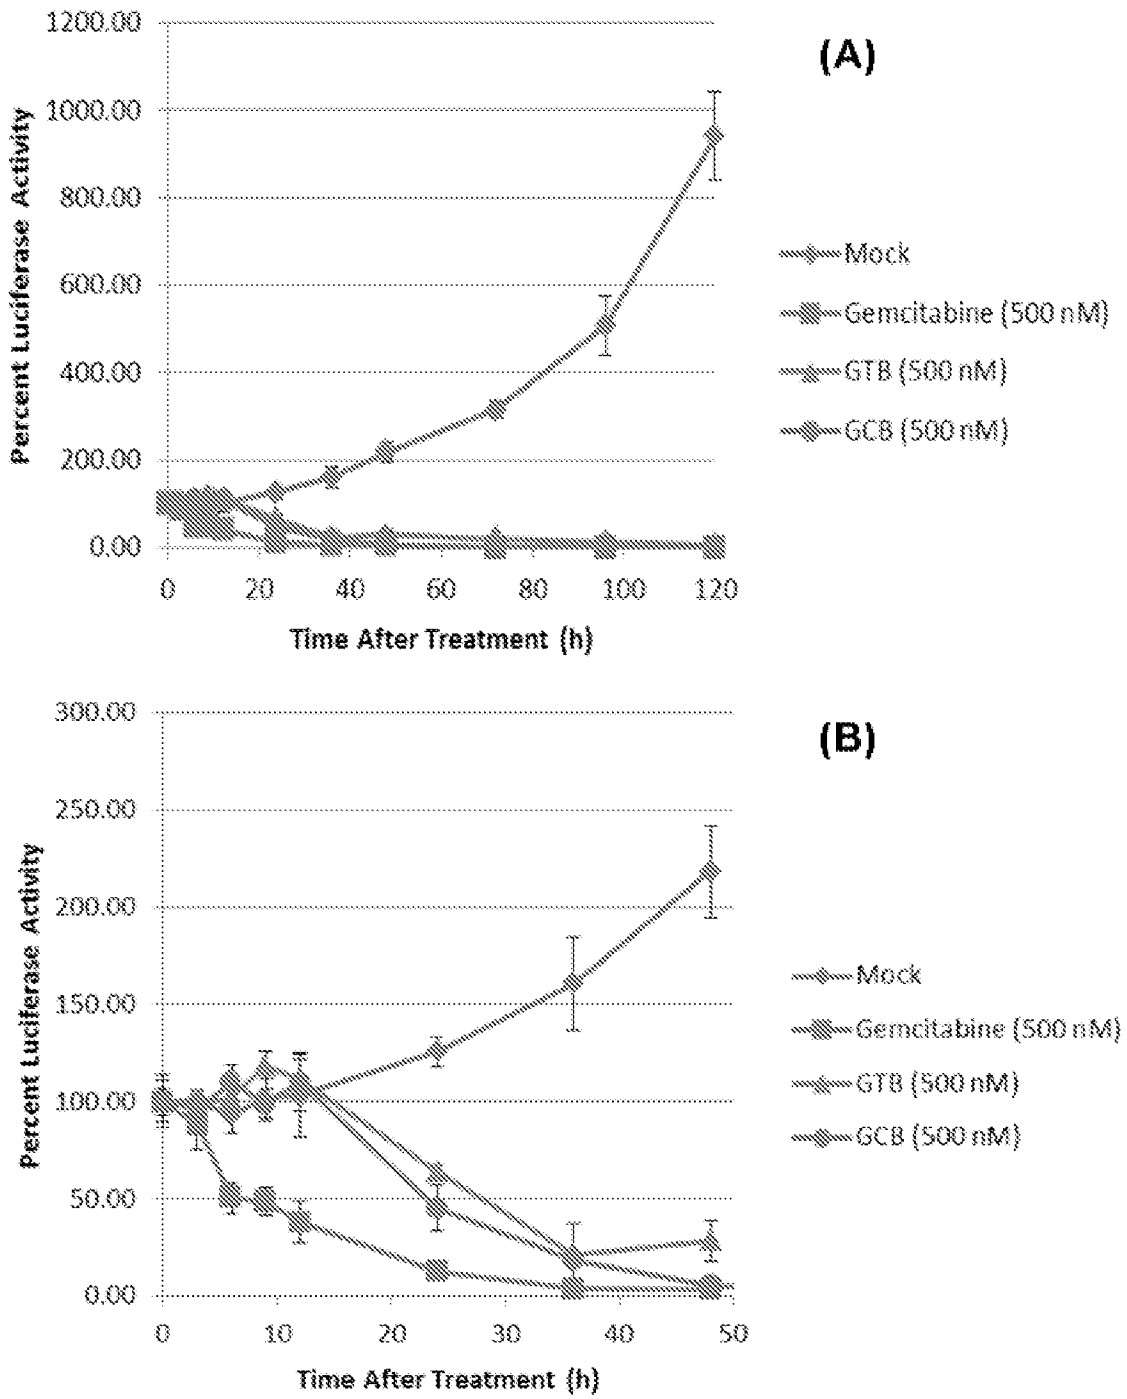 (A)
Percent Luciferase Activity
1200.00
1000.00
800.00
600.00
400.00
200.00
0.00
0 20 40 60 80 100 120
Time After Treatment (h)
Mock
Gemcitabine (500 nM)
GTB (500 nM)
GCB (500 nM)
(B)
Percent Luciferase Activity
300.00
250.00
200.00
150.00
100.00
50.00
0.00
0 10 20 30 40 50
Time After Treatment (h)
Mock
Gemcitabine (500 nM)
GTB (500 nM)
GCB (500 nM)